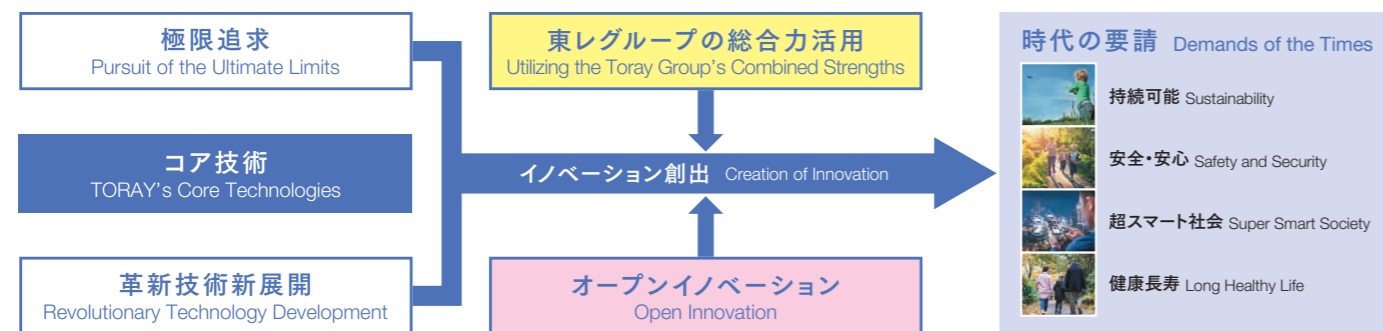 極限追求
Pursuit of the Ultimate Limits
コア技術
TORAY's Core Technologies
革新技術新展開
Revolutionary Technology Development
東レグループの総合力活用
Utilizing the Toray Group's Combined Strengths
イノベーション創出 Creation of Innovation
オープンイノベーション
Open Innovation
時代の要請 Demands of the Times
持続可能 Sustainability
安全・安心 Safety and Security
超スマート社会 Super Smart Society
健康長寿 Long Healthy Life